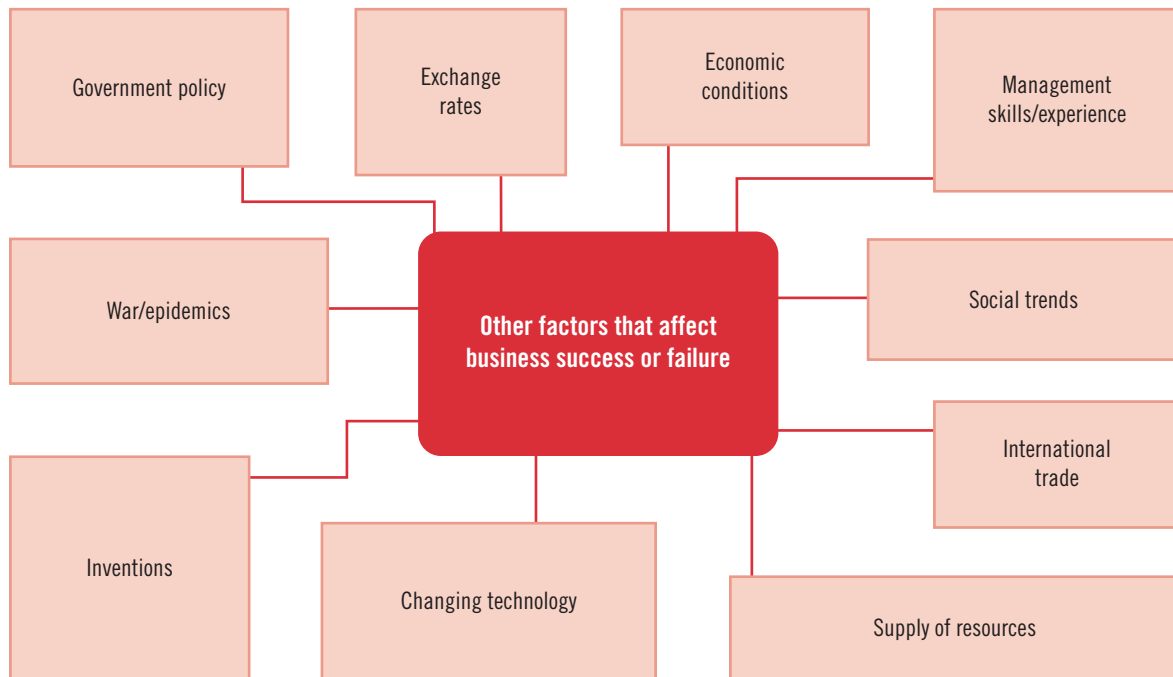 Government policy
Exchange
rates
Economic
conditions
Management
skills/experience
War/epidemics
Other factors that affect
business success or failure
Social trends
International
trade
Inventions
Changing technology
Supply of resources